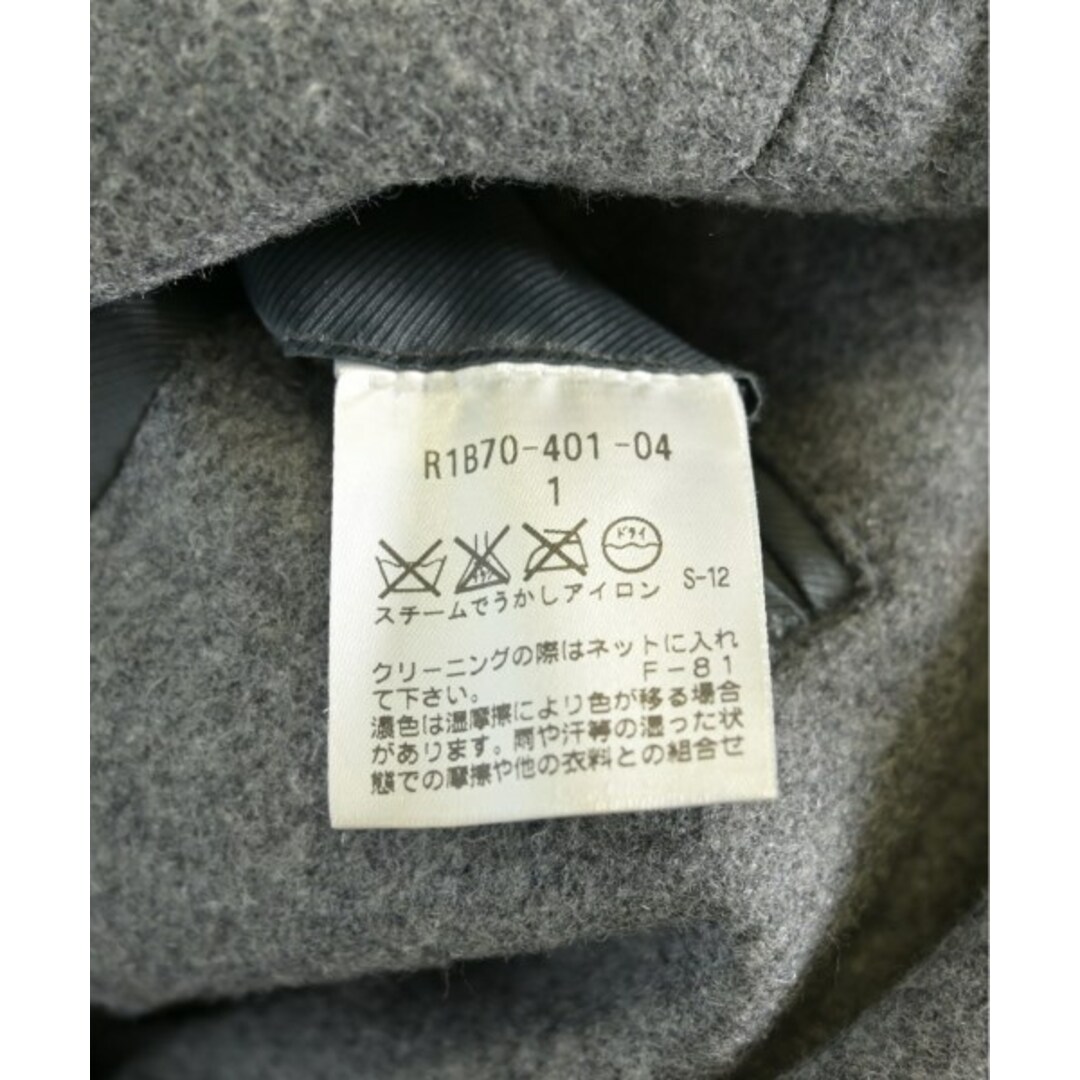 R1B70-401-04
1
ドライ
スチームでうかしアイロン S-12
クリーニングの際はネットに入れ
て下さい。 F-81
濃色は湿摩擦により色が移る場合
があります。雨や汗等の湿った状
態での摩擦や他の衣料との組合せ